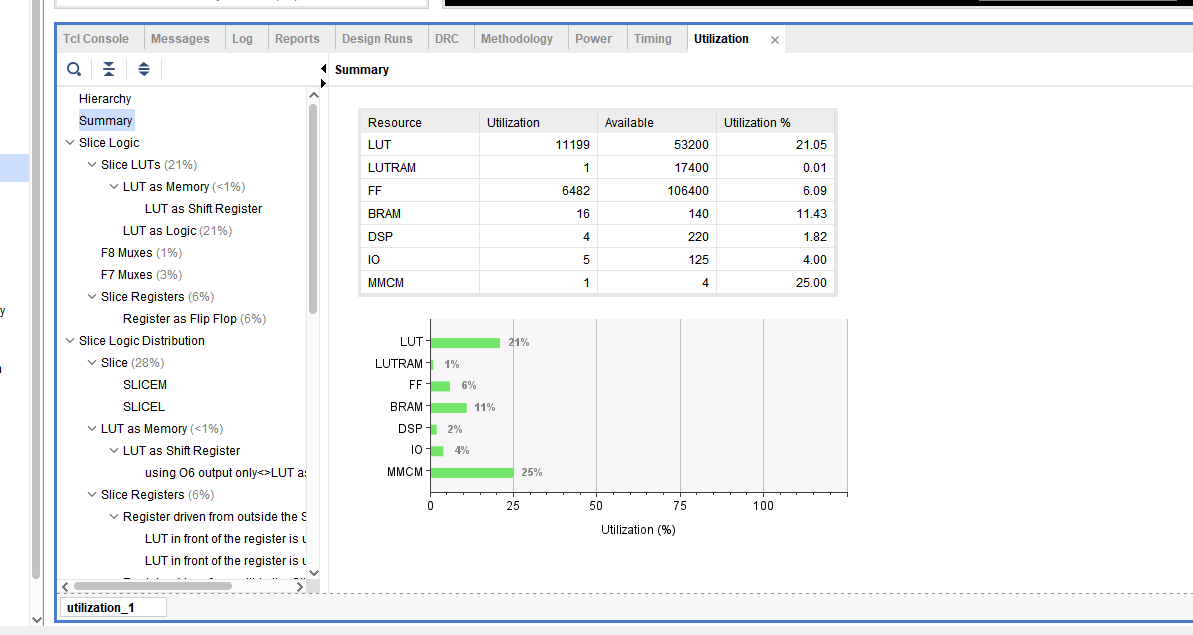 Tcl Console Messages Log Reports Design Runs DRC Methodology Power Timing Utilization
Summary
Hierarchy
Summary
Slice Logic
Slice LUTs (21%)
LUT as Memory (<1%)
LUT as Shift Register
LUT as Logic (21%)
F8 Muxes (1%)
F7 Muxes (3%)
Slice Registers (6%)
Register as Flip Flop (6%)
Slice Logic Distribution
Slice (28%)
SLICEM
SLICEL
LUT as Memory (<1%)
LUT as Shift Register
using O6 output only<>LUT as
Slice Registers (6%)
Register driven from outside the S
LUT in front of the register is u
LUT in front of the register is u
utilization_1
Resource Utilization Available Utilization %
LUT 11199 53200 21.05
LUTRAM 1 17400 0.01
FF 6482 106400 6.09
BRAM 16 140 11.43
DSP 4 220 1.82
IO 5 125 4.00
MMCM 1 4 25.00
LUT 21%
LUTRAM 1%
FF 6%
BRAM 11%
DSP 2%
IO 4%
MMCM 25%
0 25 50 75 100
Utilization (%)